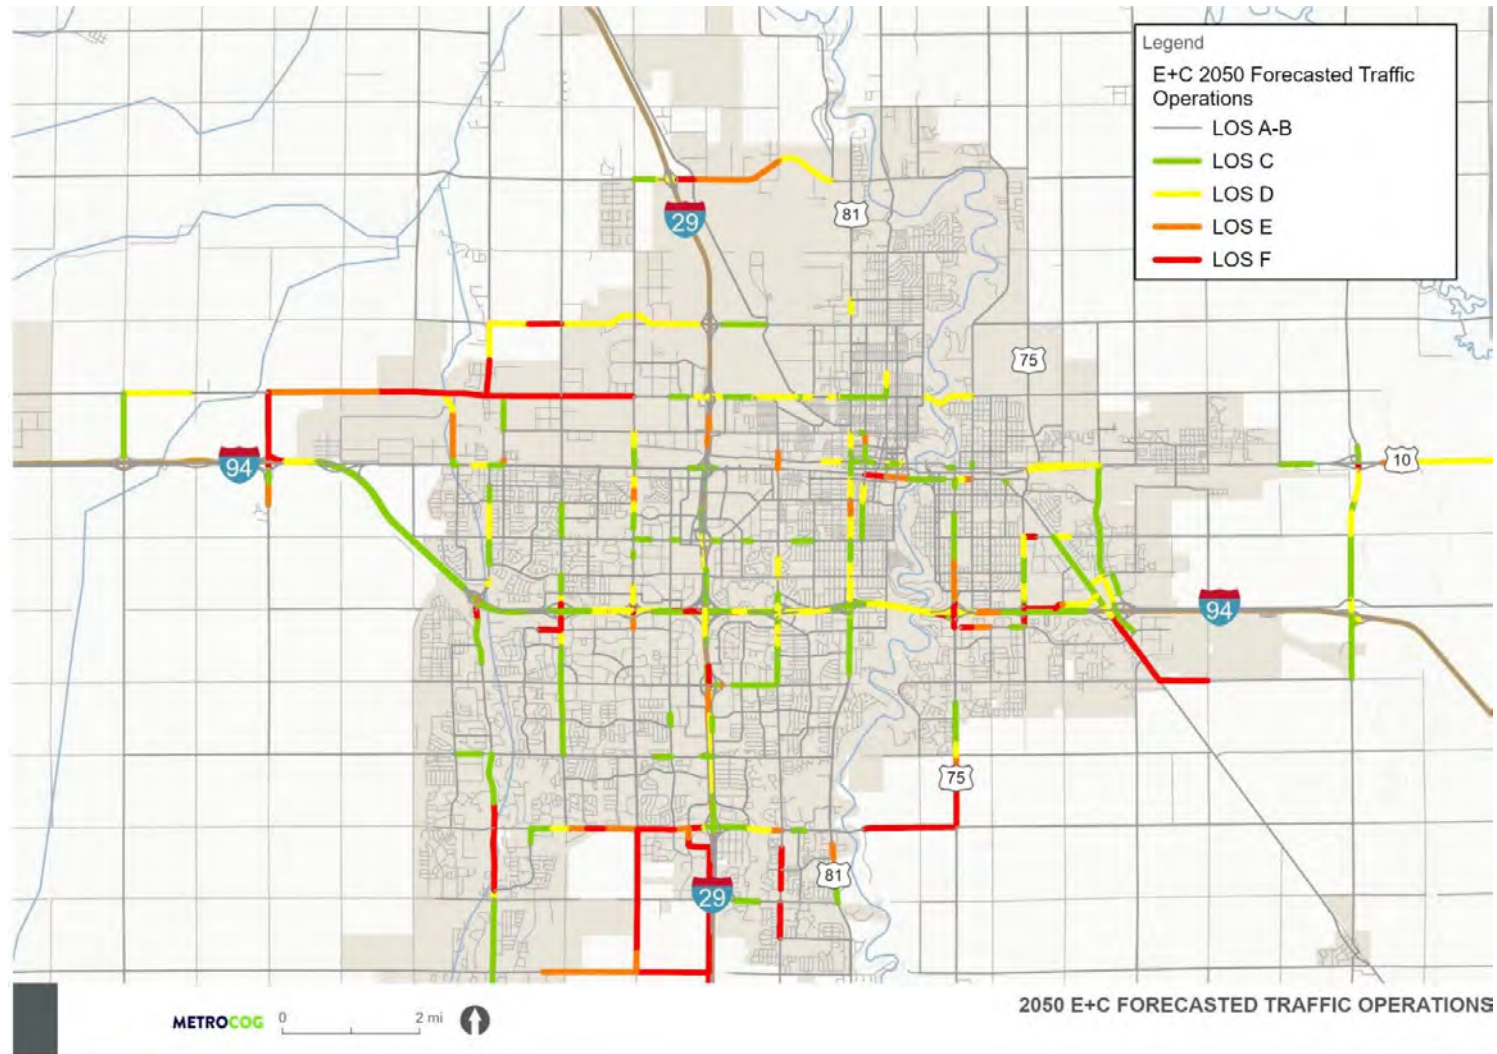 Legend
E+C 2050 Forecasted Traffic
Operations
LOS A-B
LOS C
LOS D
LOS E
LOS F
29
81
75
94
10
94
75
81
29
METROCOG
0 2 mi
2050 E+C FORECASTED TRAFFIC OPERATIONS